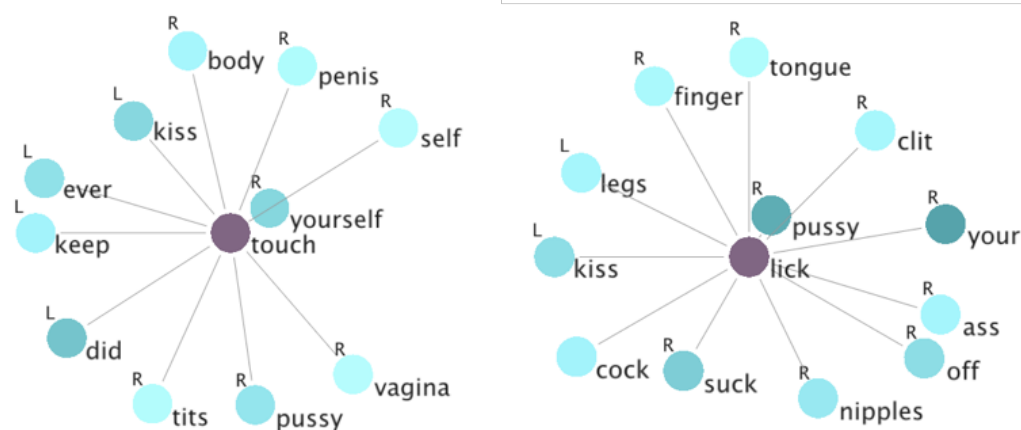 R
body
R
penis
R
self
L
kiss
L
ever
R
yourself
L
keep
touch
L
did
R
tits
R
pussy
R
vagina
R
tongue
R
finger
R
clit
L
legs
R
pussy
R
your
L
kiss
lick
R
ass
R
off
cock
R
suck
R
nipples